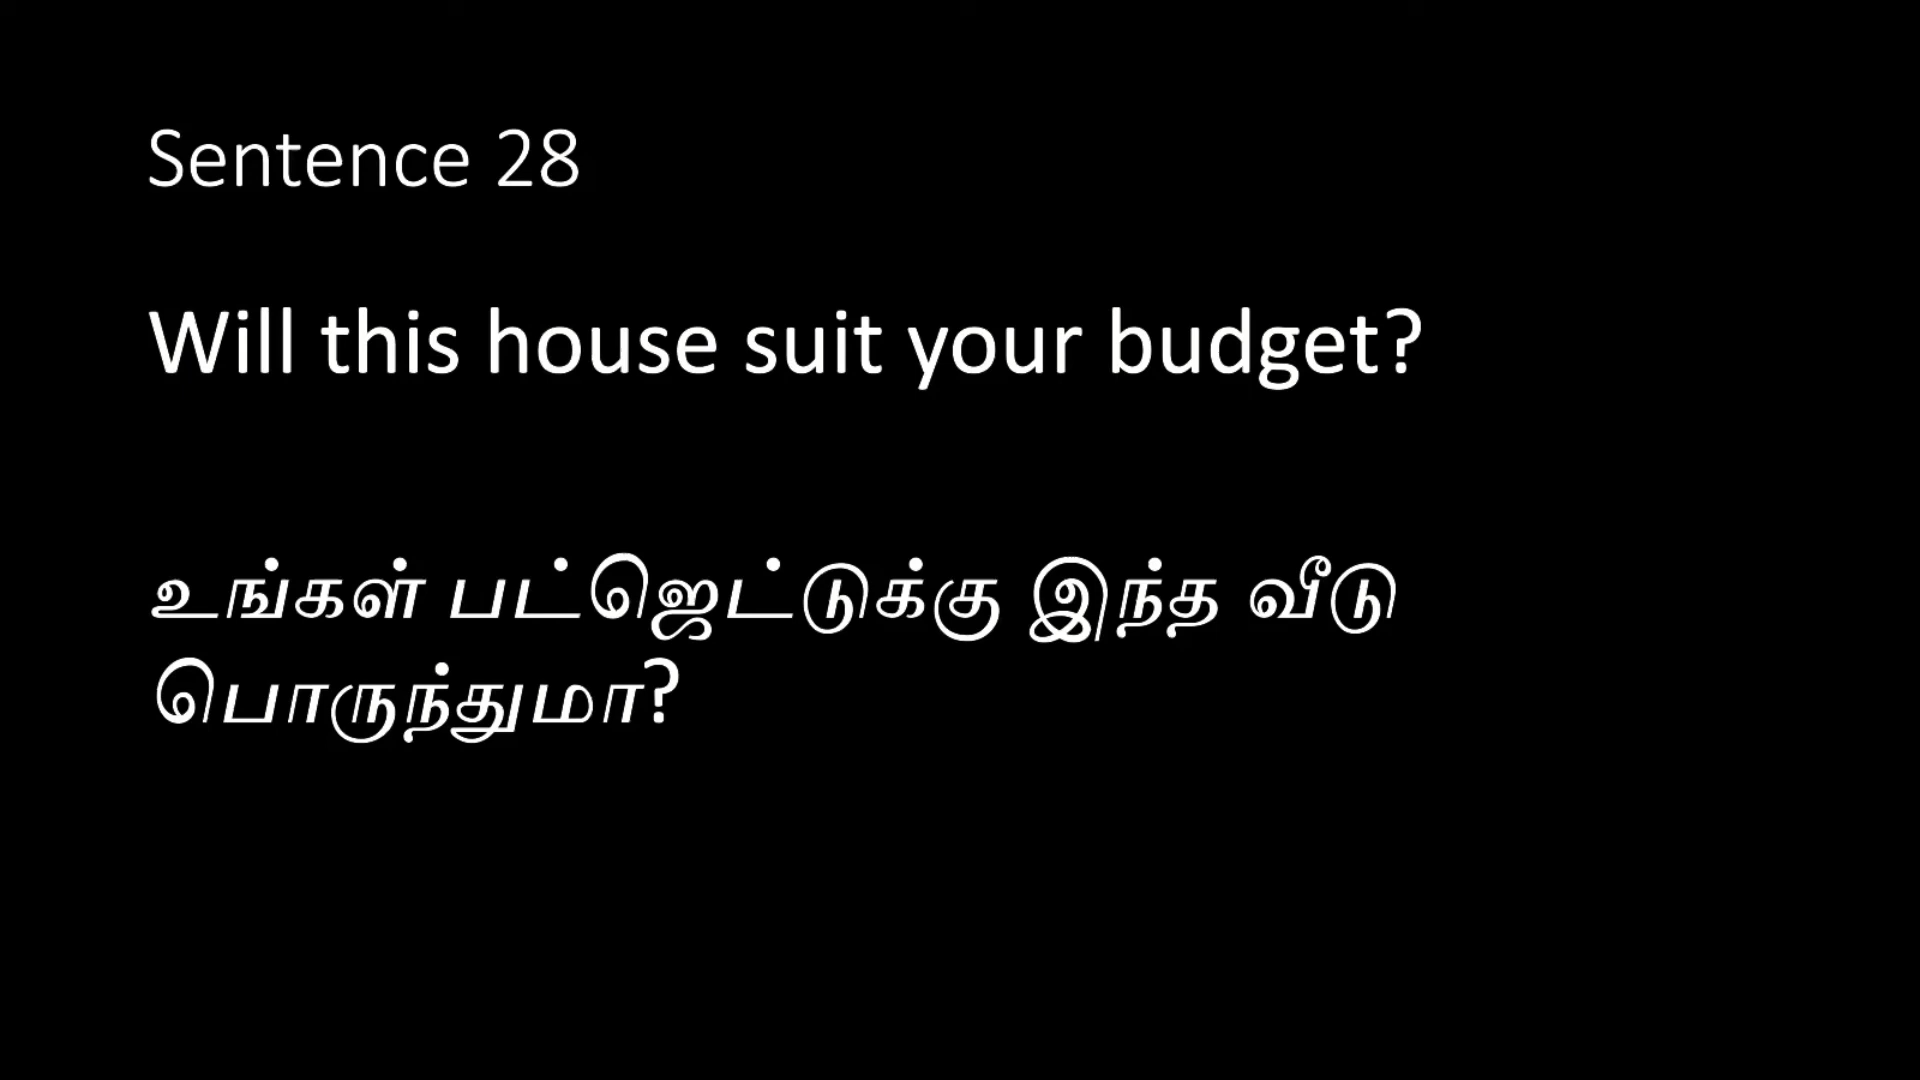 Sentence 28
Will this house suit your budget?
உங்கள் பட்ஜெட்டுக்கு இந்த வீடு
பொருந்துமா?